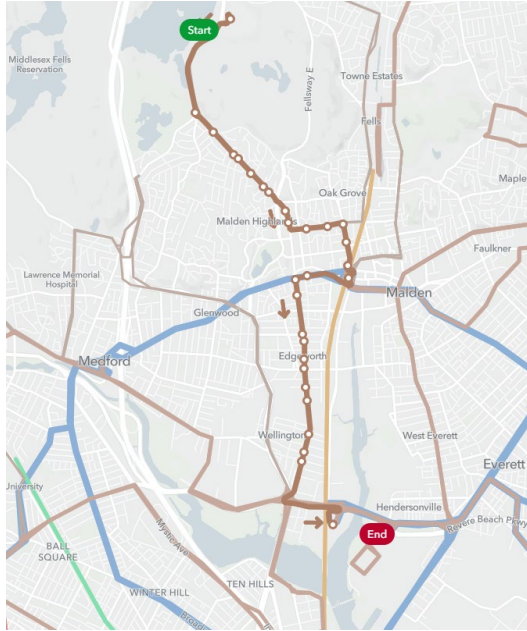 Start
Middlesex Fells
Reservation
Fellsway E
Towne Estates
Fells
Oak Grove
Maple
Malden Highlands
Faulkner
Lawrence Memorial
Hospital
Malden
Glenwood
Medford
Edgeworth
Wellington
West Everett
Everett
University
Hendersonville
Revere Beach Pkwy
End
Mystic Ave
BALL
SQUARE
TEN HILLS
WINTER HILL
Broadway